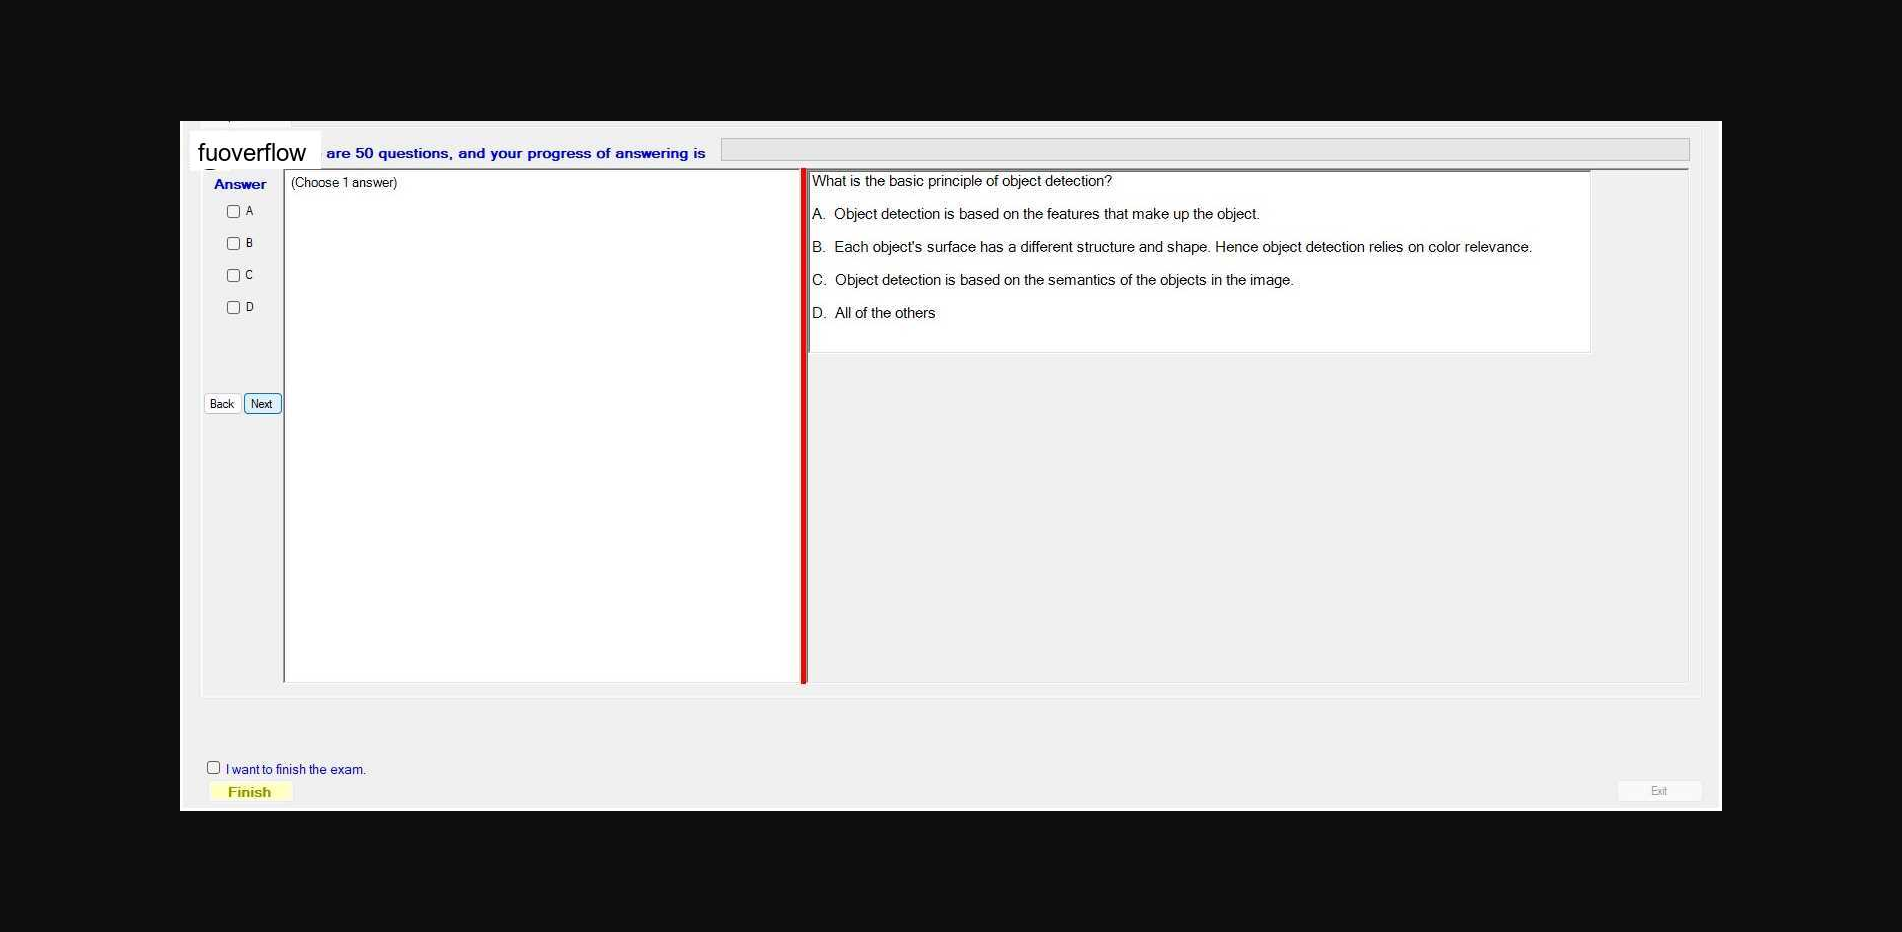 fuoverflow are 50 questions, and your progress of answering is
Answer
A
B
C
D
Back Next
(Choose 1 answer)
What is the basic principle of object detection?
A. Object detection is based on the features that make up the object.
B. Each object's surface has a different structure and shape. Hence object detection relies on color relevance.
C. Object detection is based on the semantics of the objects in the image.
D. All of the others
I want to finish the exam.
Finish
Exit